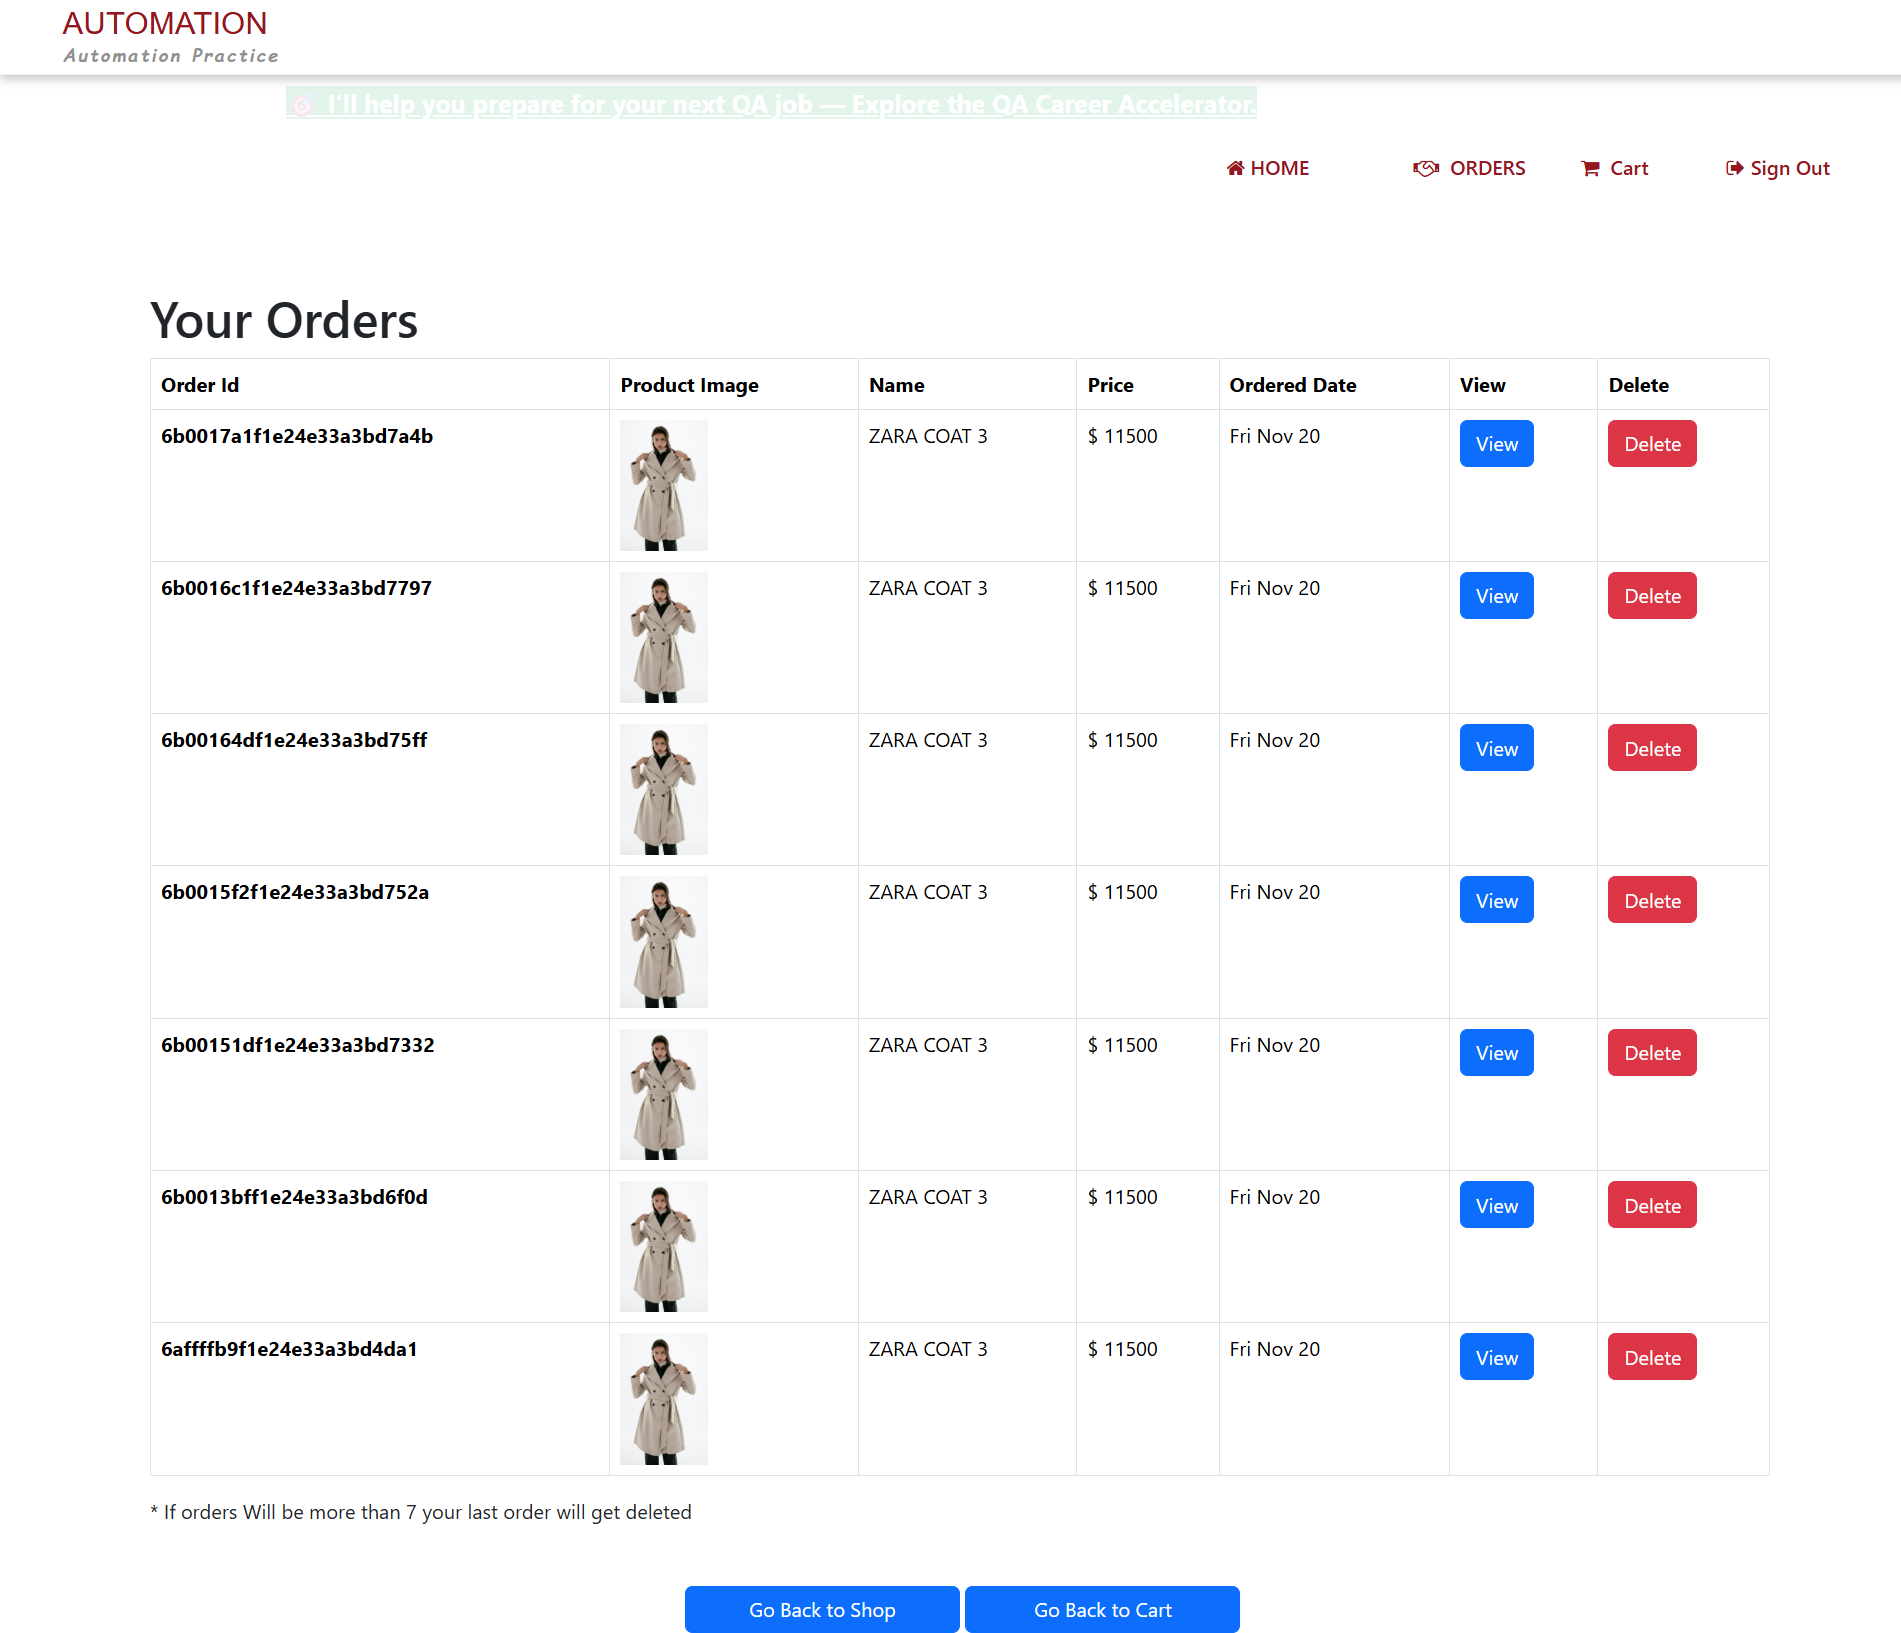 AUTOMATION
Automation Practice
I'll help you prepare for your next QA job — Explore the QA Career Accelerator.
HOME ORDERS Cart Sign Out
Your Orders
Order Id Product Image Name Price Ordered Date View Delete
6b0017a1f1e24e33a3bd7a4b ZARA COAT 3 $ 11500 Fri Nov 20 View Delete
6b0016c1f1e24e33a3bd7797 ZARA COAT 3 $ 11500 Fri Nov 20 View Delete
6b00164df1e24e33a3bd75ff ZARA COAT 3 $ 11500 Fri Nov 20 View Delete
6b0015f2f1e24e33a3bd752a ZARA COAT 3 $ 11500 Fri Nov 20 View Delete
6b00151df1e24e33a3bd7332 ZARA COAT 3 $ 11500 Fri Nov 20 View Delete
6b0013bff1e24e33a3bd6f0d ZARA COAT 3 $ 11500 Fri Nov 20 View Delete
6affffb9f1e24e33a3bd4da1 ZARA COAT 3 $ 11500 Fri Nov 20 View Delete
* If orders Will be more than 7 your last order will get deleted
Go Back to Shop Go Back to Cart